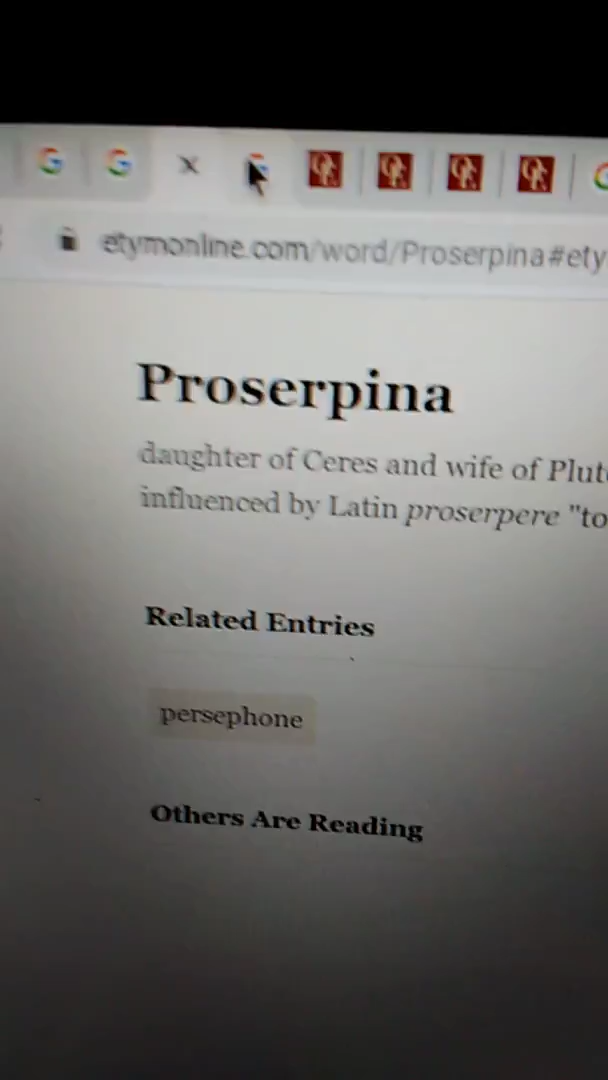 etymonline.com/word/Proserpina#ety
Proserpina
daughter of Ceres and wife of Plut
influenced by Latin proserpere "to
Related Entries
persephone
Others Are Reading